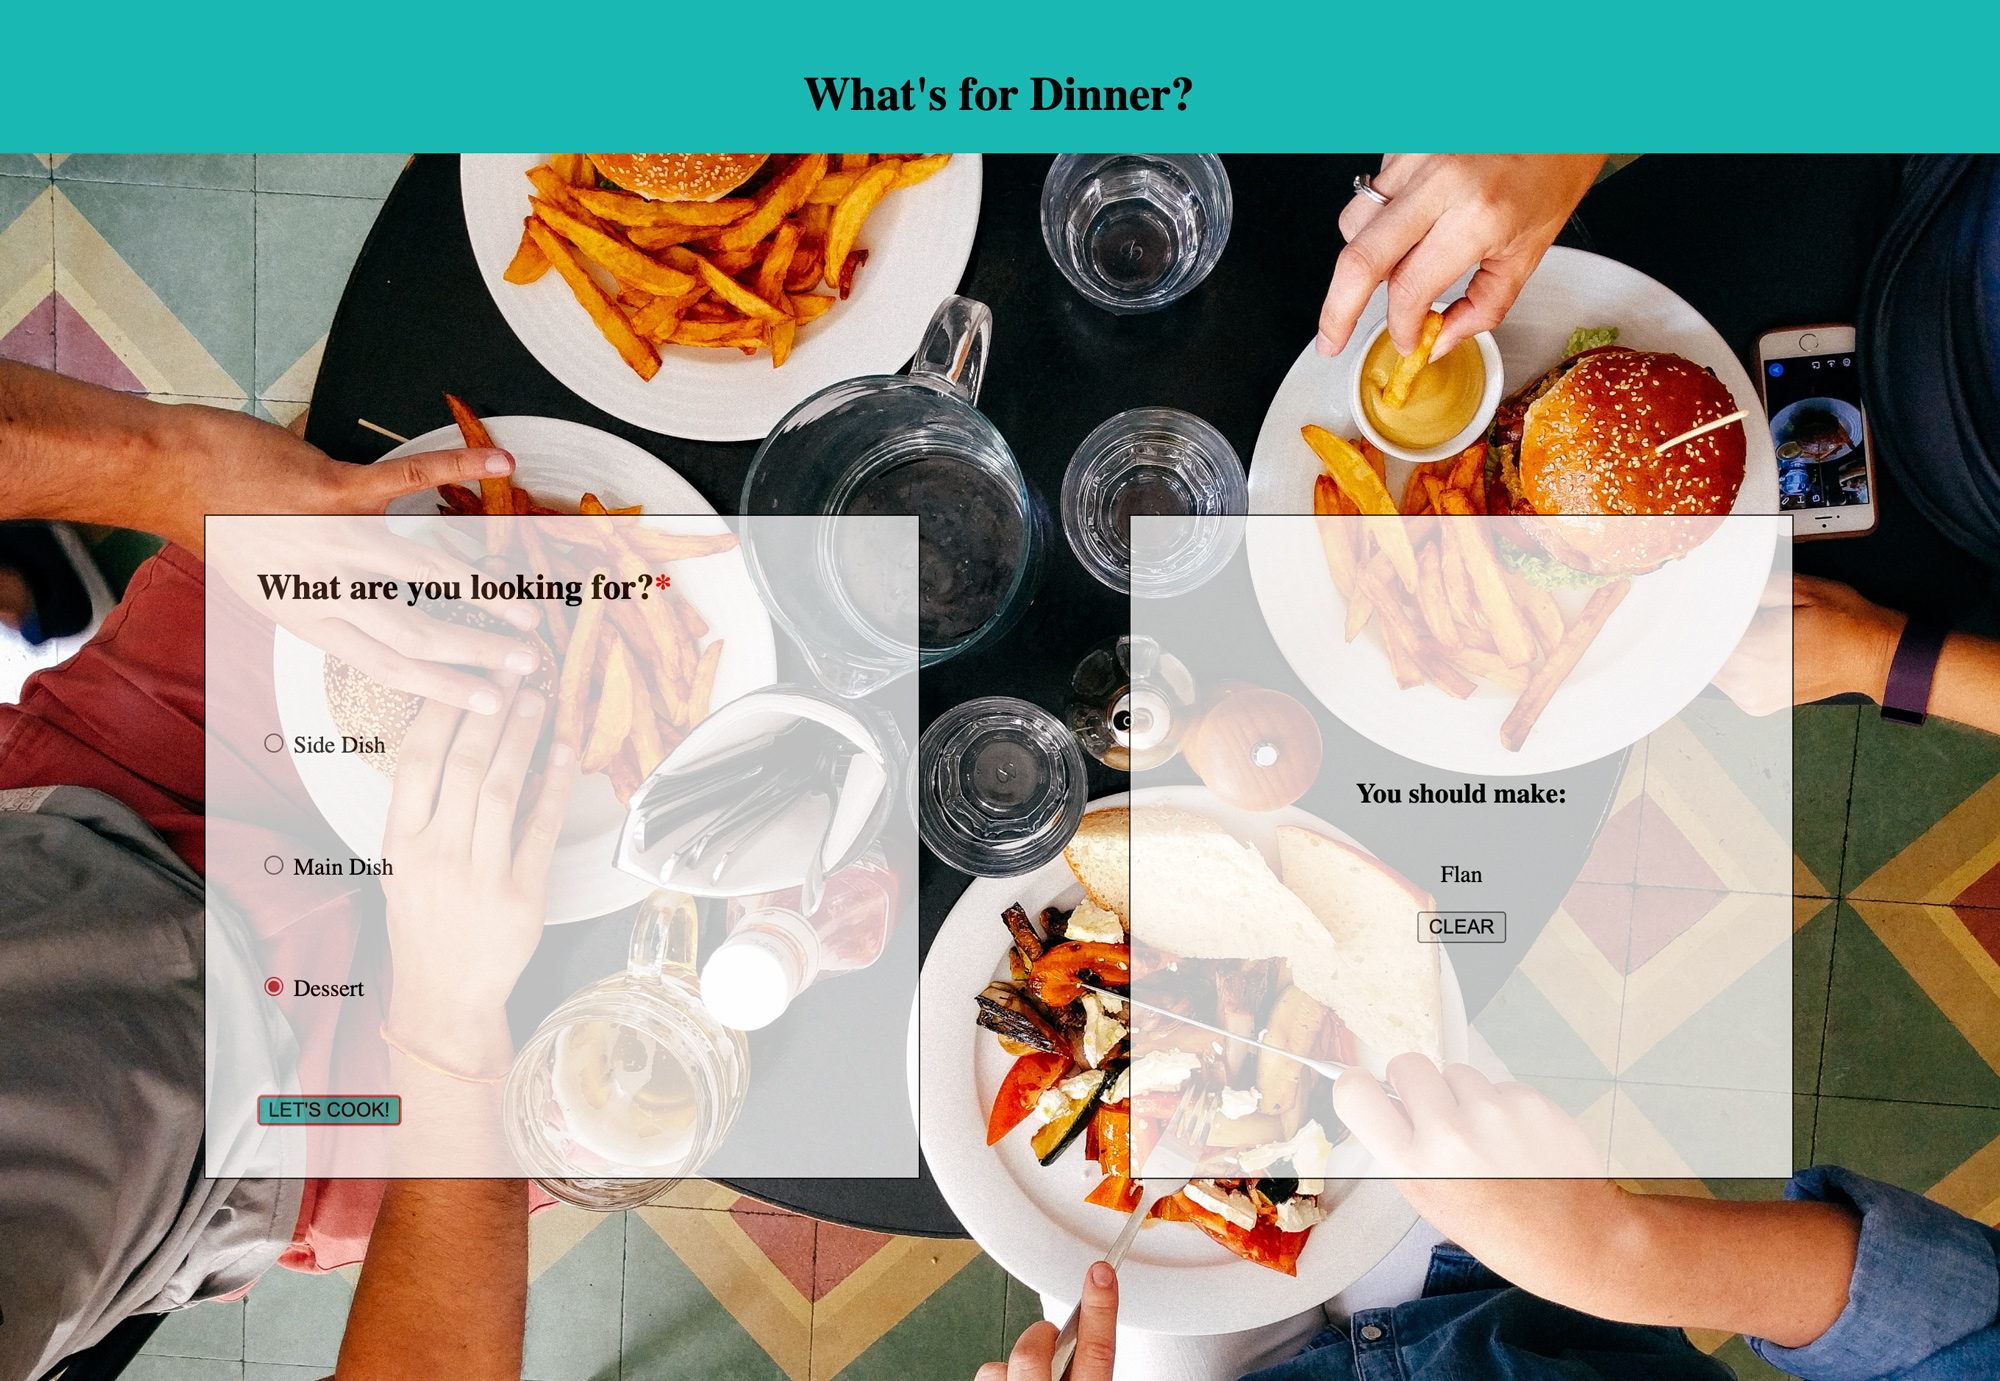 What's for Dinner?
What are you looking for?*
Side Dish
Main Dish
Dessert
LET'S COOK!
You should make:
Flan
CLEAR